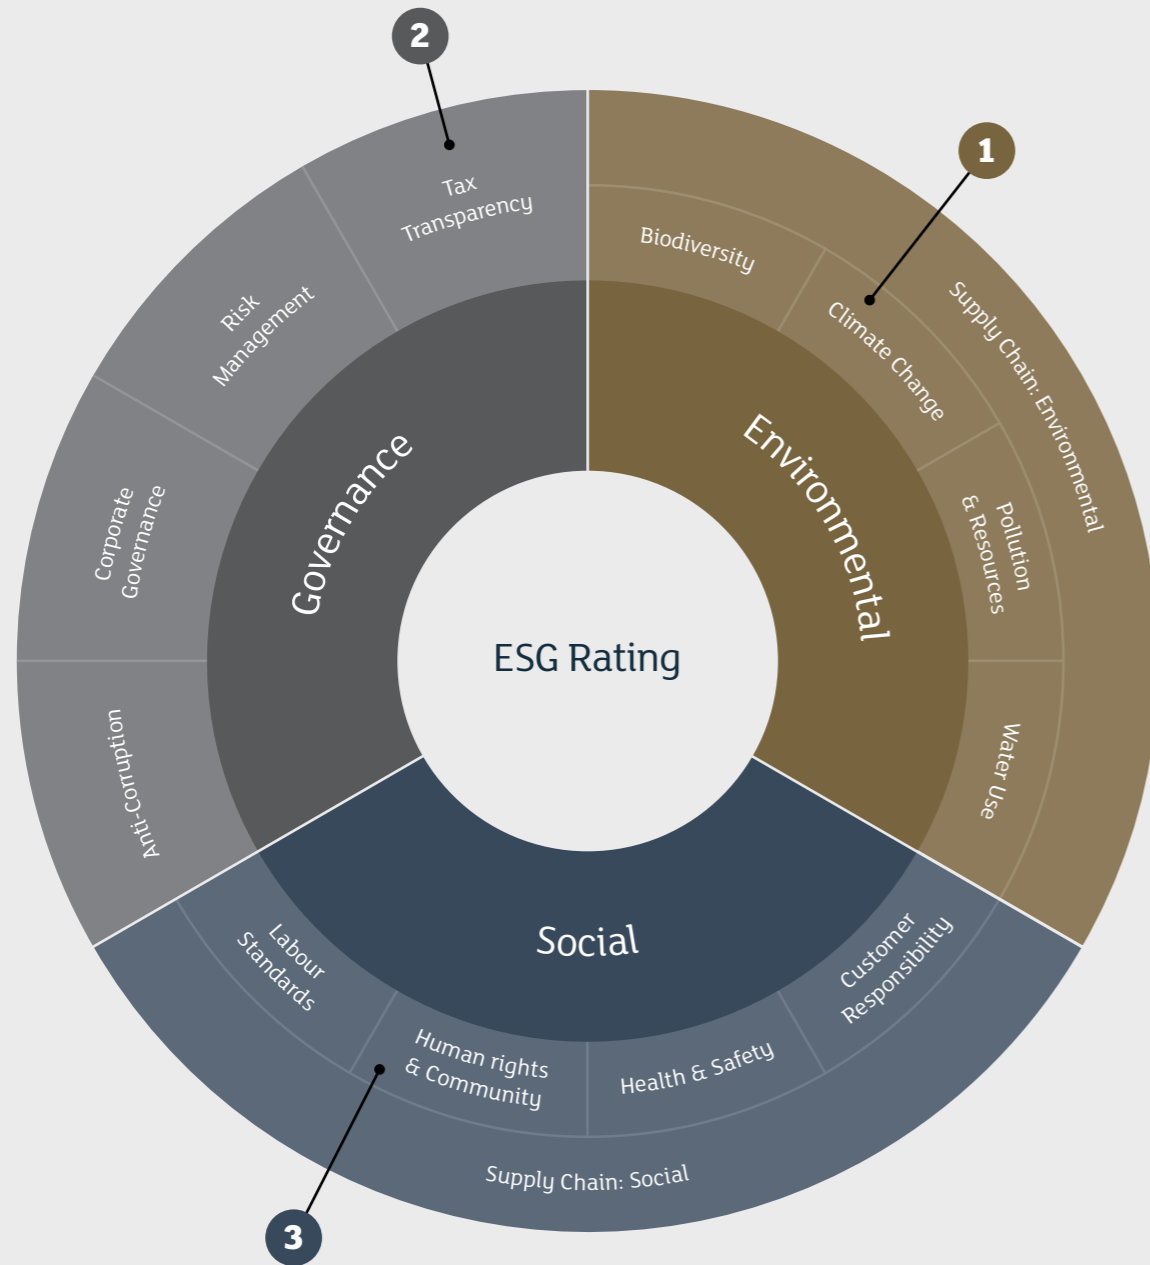 2
1
Tax
Transparency
Biodiversity
Climate Change
Supply Chain: Environmental
Risk
Management
Environmental
Governance
Pollution
& Resources
Corporate
Governance
ESG Rating
Anti-Corruption
Water Use
Social
Labour
Standards
Customer
Responsibility
Human rights
& Community
Health & Safety
Supply Chain: Social
3